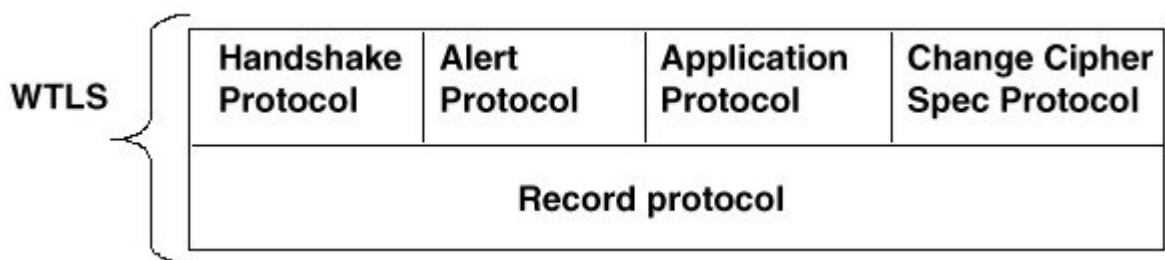 WTLS
Handshake Protocol
Alert Protocol
Application Protocol
Change Cipher Spec Protocol
Record protocol